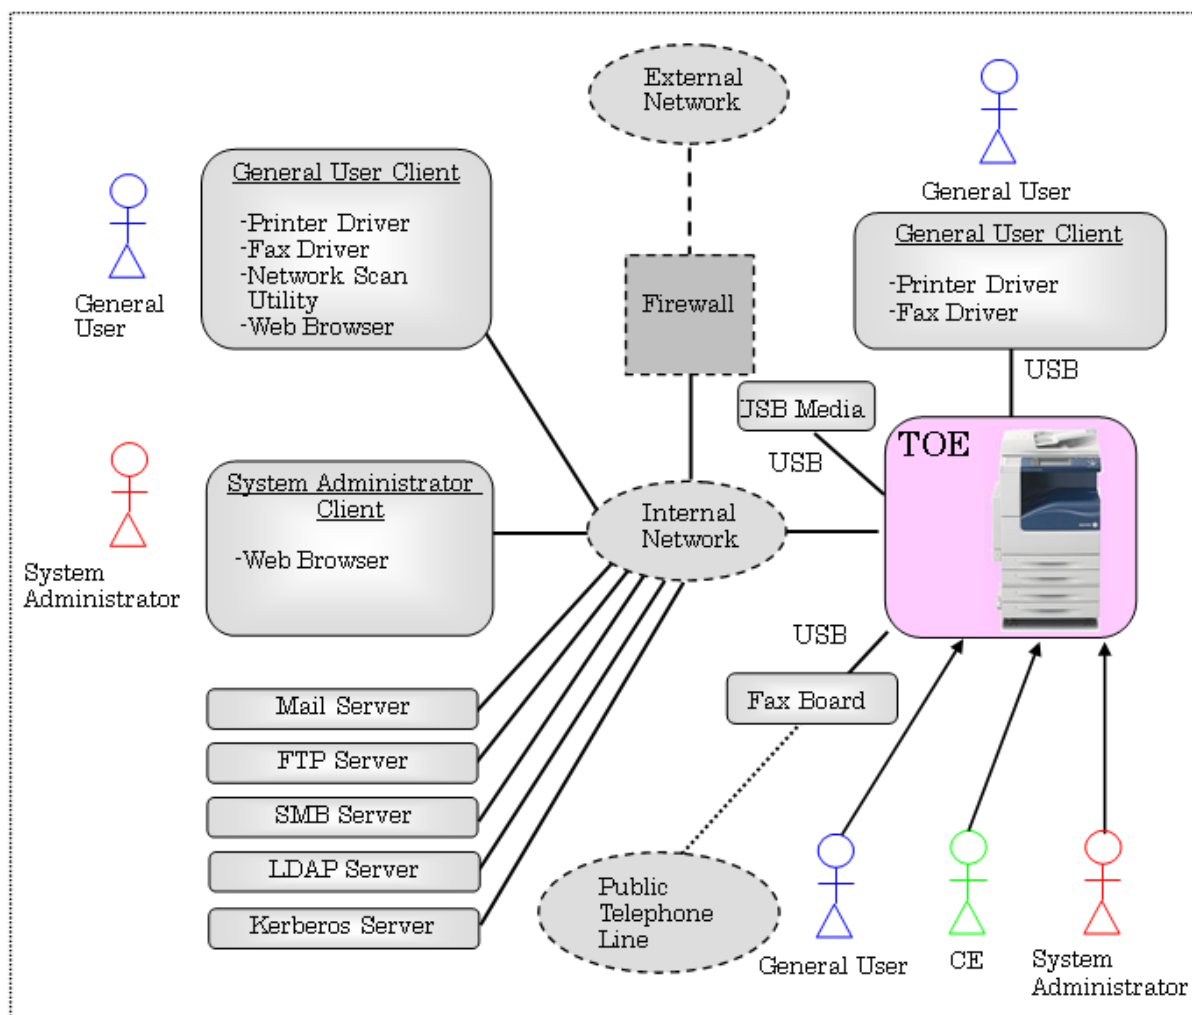 External
Network
General User
General User Client
-Printer Driver
-Fax Driver
-Network Scan
Utility
-Web Browser
General
User
General User Client
-Printer Driver
-Fax Driver
USB
Firewall
USB Media
USB
TOE
System Administrator
Client
-Web Browser
System
Administrator
Internal
Network
USB
Fax Board
Mail Server
FTP Server
SMB Server
LDAP Server
Kerberos Server
Public
Telephone
Line
General User
CE
System
Administrator